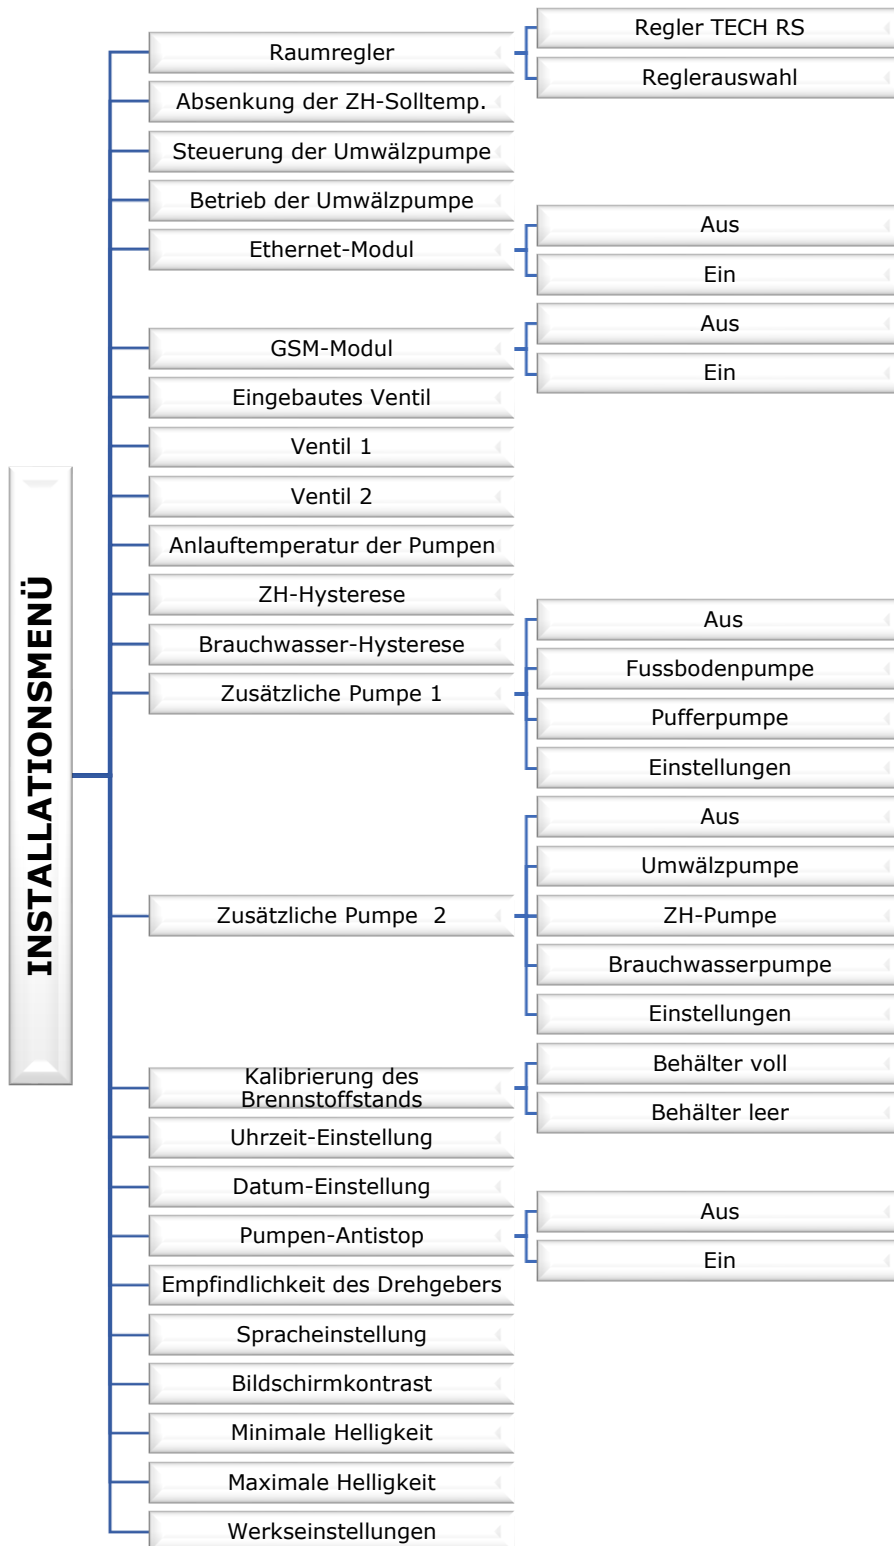 INSTALLATIONSMENÜ
Raumregler
Regler TECH RS
Reglerauswahl
Absenkung der ZH-Solltemp.
Steuerung der Umwälzpumpe
Betrieb der Umwälzpumpe
Ethernet-Modul
Aus
Ein
GSM-Modul
Aus
Ein
Eingebautes Ventil
Ventil 1
Ventil 2
Anlauftemperatur der Pumpen
ZH-Hysterese
Brauchwasser-Hysterese
Zusätzliche Pumpe 1
Aus
Fussbodenpumpe
Pufferpumpe
Einstellungen
Zusätzliche Pumpe 2
Aus
Umwälzpumpe
ZH-Pumpe
Brauchwasserpumpe
Einstellungen
Kalibrierung des
Brennstoffstands
Behälter voll
Behälter leer
Uhrzeit-Einstellung
Datum-Einstellung
Pumpen-Antistop
Aus
Ein
Empfindlichkeit des Drehgebers
Spracheinstellung
Bildschirmkontrast
Minimale Helligkeit
Maximale Helligkeit
Werkseinstellungen